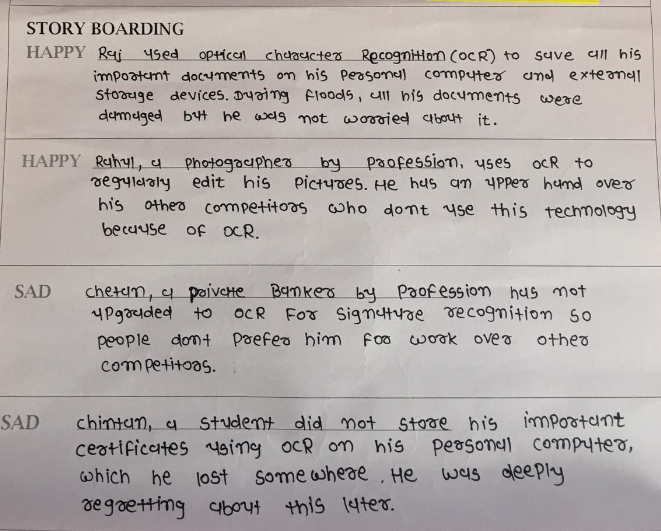 STORY BOARDING
HAPPY Raj used optical character Recognition (OCR) to save all his
important documents on his Personal computer and external
storage devices. During floods, all his documents were
damaged but he was not worried about it.
HAPPY Rahul, a photographer by profession, uses OCR to
regularly edit his pictures. He has an upper hand over
his other competitors who dont use this technology
because of OCR.
SAD chetan, a private Banker by Profession has not
upgraded to OCR For signature recognition so
people dont prefer him for work over other
competitors.
SAD chintan, a student did not store his important
certificates using OCR on his personal computer,
which he lost somewhere. He was deeply
regretting about this later.